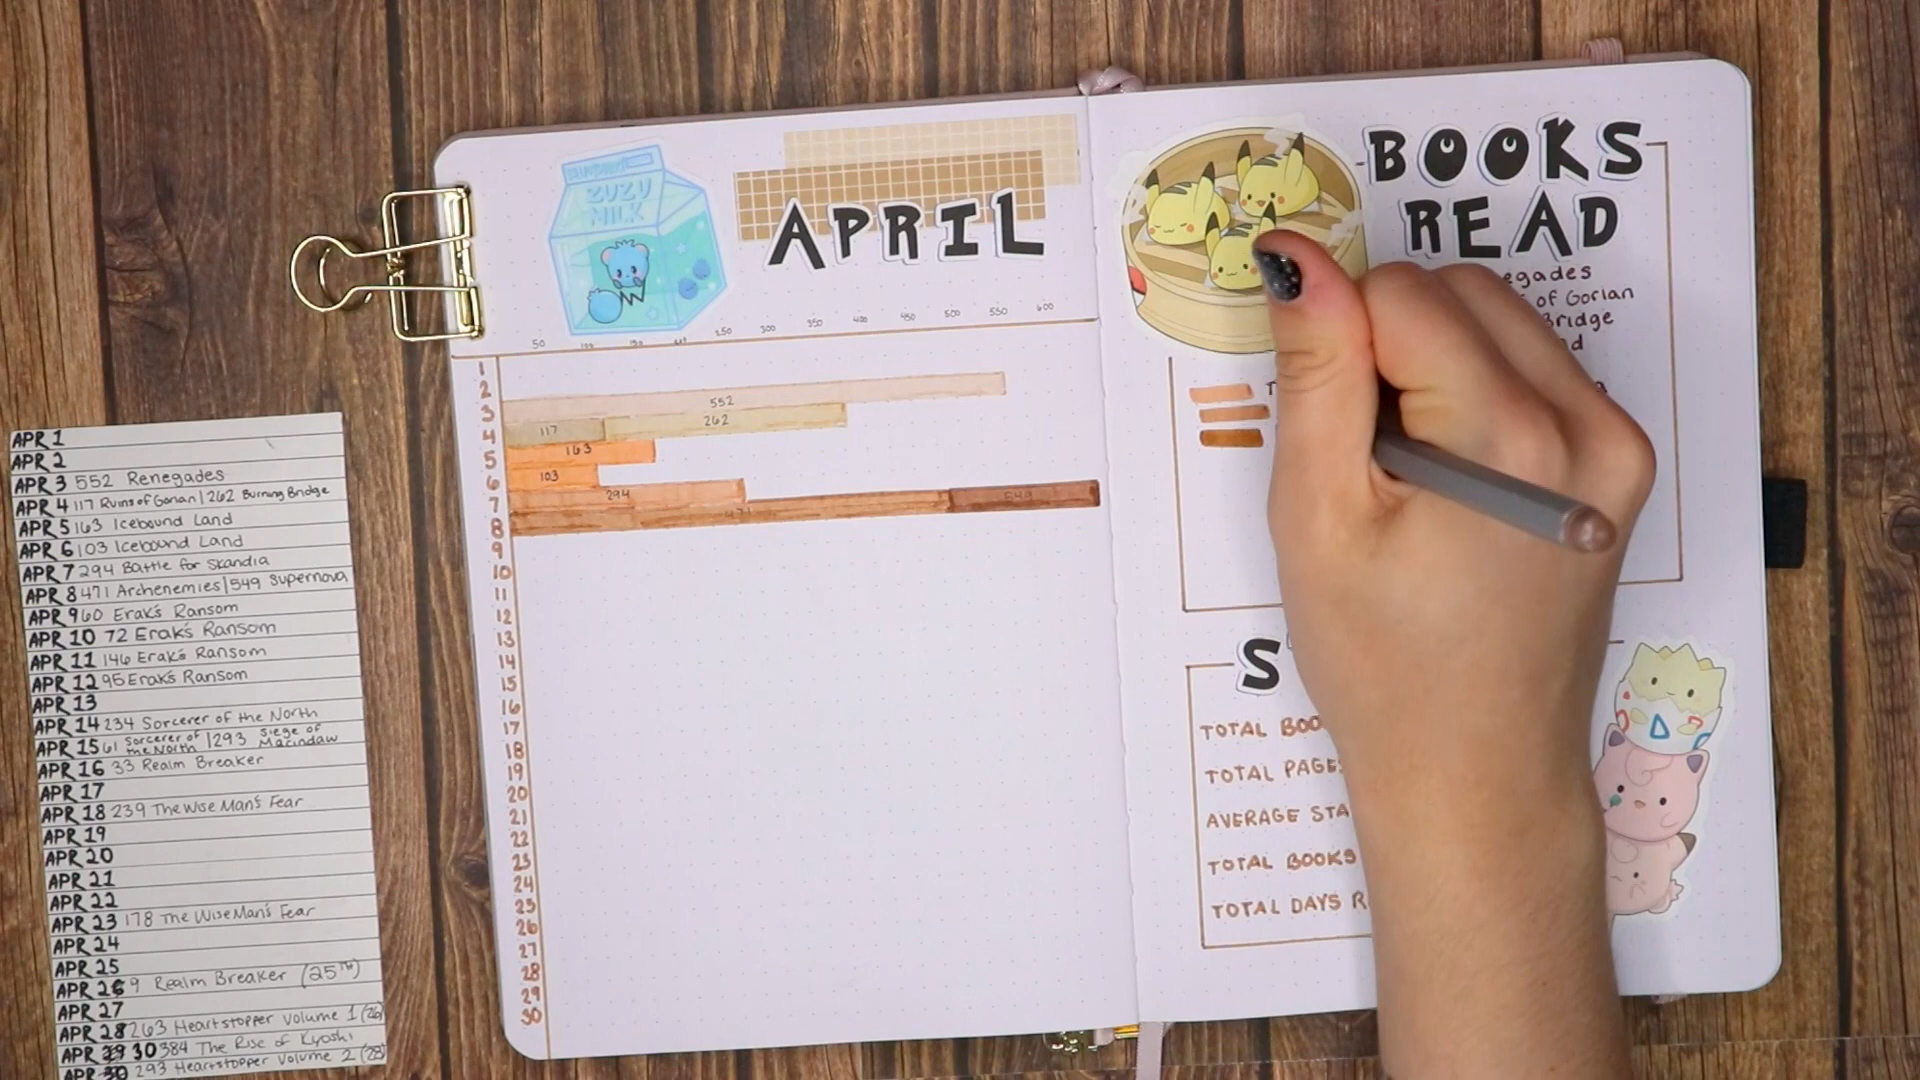 APR 1
APR 2
APR 3 552 Renegades
APR 4 117 Ruins of Gorlan | 262 Burning Bridge
APR 5 163 Icebound Land
APR 6 103 Icebound Land
APR 7 294 Battle for Skandia
APR 8 471 Archenemies | 549 Supernova
APR 9 60 Erak's Ransom
APR 10 72 Erak's Ransom
APR 11 146 Erak's Ransom
APR 12 95 Erak's Ransom
APR 13
APR 14 234 Sorcerer of the North
APR 15 61 Sorcerer of the North | 293 Siege of Macindaw
APR 16 33 Realm Breaker
APR 17
APR 18 239 The Wise Man's Fear
APR 19
APR 20
APR 21
APR 22
APR 23 178 The Wise Man's Fear
APR 24
APR 25
APR 26 9 Realm Breaker (25TH)
APR 27
APR 28 263 Heartstopper volume 1 (26)
APR 30 384 The Rise of Kyoshi
APR 293 Heartstopper Volume 2 (28)
ZUZU
MILK
APRIL
50 250 300 350 400 450 500 550 600
1
2
3 552
4 117 262
5 163
6 103
7 294
8 471 549
9
10
11
12
13
14
15
16
17
18
19
20
21
22
23
24
25
26
27
28
29
30
BOOKS
READ
egades
of Gorlan
Bridge
nd
S
TOTAL BOO
TOTAL PAGE
AVERAGE STA
TOTAL BOOKS
TOTAL DAYS R